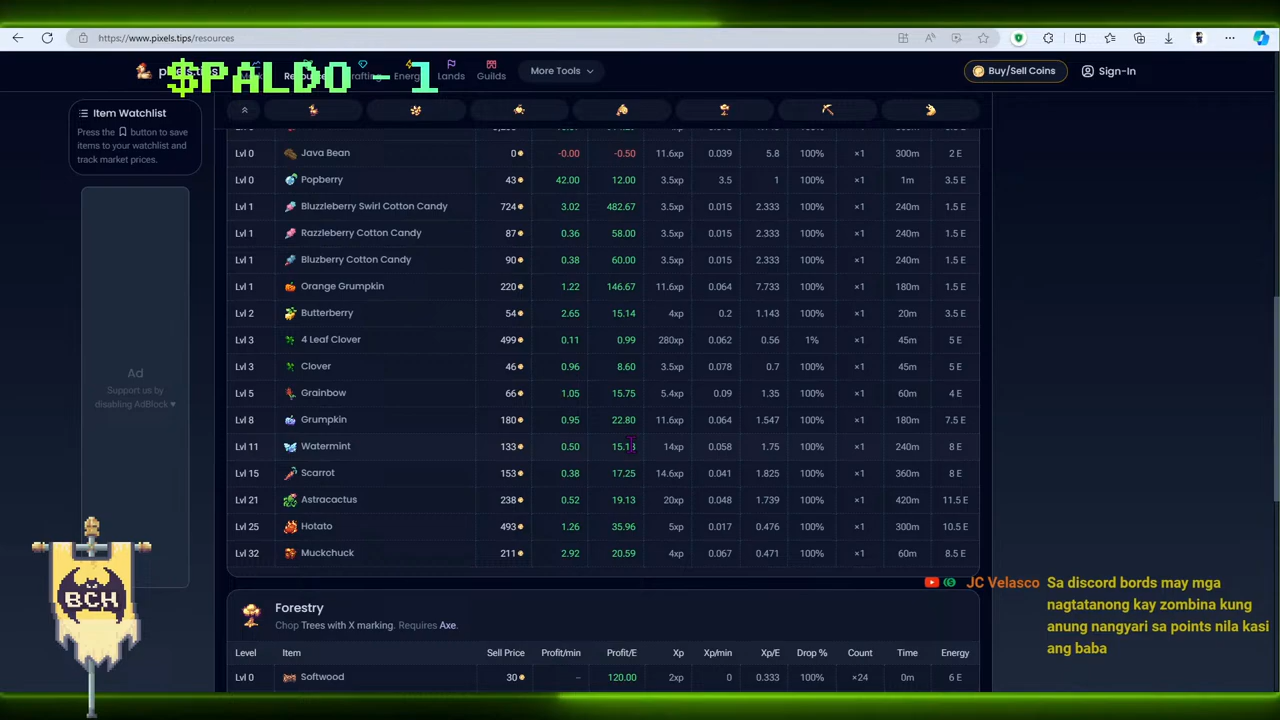 https://www.pixels.tips/resources
pixels.tips
Lands
Guilds
More Tools
Buy/Sell Coins
Sign-In
$PALDO -1
Item Watchlist
Press the button to save
items to your watchlist and
track market prices.
Ad
Support us by
disabling AdBlock
Lvl 0 Java Bean 0 -0.00 -0.50 11.6xp 0.039 5.8 100% ×1 300m 2 E
Lvl 0 Popberry 43 42.00 12.00 3.5xp 3.5 1 100% ×1 1m 3.5 E
Lvl 1 Bluzzleberry Swirl Cotton Candy 724 3.02 482.67 3.5xp 0.015 2.333 100% ×1 240m 1.5 E
Lvl 1 Razzleberry Cotton Candy 87 0.36 58.00 3.5xp 0.015 2.333 100% ×1 240m 1.5 E
Lvl 1 Bluzberry Cotton Candy 90 0.38 60.00 3.5xp 0.015 2.333 100% ×1 240m 1.5 E
Lvl 1 Orange Grumpkin 220 1.22 146.67 11.6xp 0.064 7.733 100% ×1 180m 1.5 E
Lvl 2 Butterberry 54 2.65 15.14 4xp 0.2 1.143 100% ×1 20m 3.5 E
Lvl 3 4 Leaf Clover 499 0.11 0.99 280xp 0.062 0.56 1% ×1 45m 5 E
Lvl 3 Clover 46 0.96 8.60 3.5xp 0.078 0.7 100% ×1 45m 5 E
Lvl 5 Grainbow 66 1.05 15.75 5.4xp 0.09 1.35 100% ×1 60m 4 E
Lvl 8 Grumpkin 180 0.95 22.80 11.6xp 0.064 1.547 100% ×1 180m 7.5 E
Lvl 11 Watermint 133 0.50 15.13 14xp 0.058 1.75 100% ×1 240m 8 E
Lvl 15 Scarrot 153 0.38 17.25 14.6xp 0.041 1.825 100% ×1 360m 8 E
Lvl 21 Astracactus 238 0.52 19.13 20xp 0.048 1.739 100% ×1 420m 11.5 E
Lvl 25 Hotato 493 1.26 35.96 5xp 0.017 0.476 100% ×1 300m 10.5 E
Lvl 32 Muckchuck 211 2.92 20.59 4xp 0.067 0.471 100% ×1 60m 8.5 E
Forestry
Chop Trees with X marking. Requires Axe.
Level Item Sell Price Profit/min Profit/E Xp Xp/min Xp/E Drop % Count Time Energy
Lvl 0 Softwood 30 – 120.00 2xp 0 0.333 100% ×24 0m 6 E
BCH
JC Velasco Sa discord bords may mga
nagtatanong kay zombina kung
anung nangyari sa points nila kasi
ang baba